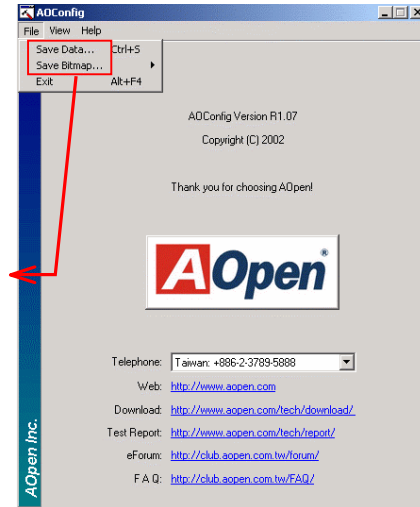 AOConfig
File View Help
Save Data... Ctrl+S
Save Bitmap...
Exit Alt+F4
AOConfig Version R1.07
Copyright (C) 2002
Thank you for choosing AOpen!
AOpen®
Telephone: Taiwan: +886-2-3789-5888
Web: http://www.aopen.com
Download: http://www.aopen.com/tech/download/
Test Report: http://www.aopen.com/tech/report/
eForum: http://club.aopen.com.tw/forum/
F A Q: http://club.aopen.com.tw/FAQ/
AOpen Inc.